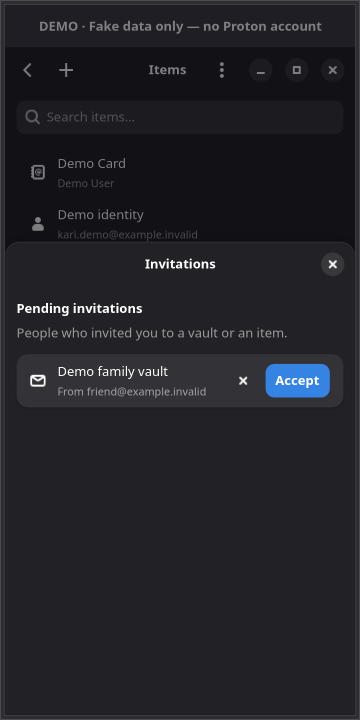 DEMO · Fake data only — no Proton account
Items
Search items...
Demo Card
Demo User
Demo identity
kari.demo@example.invalid
Invitations
Pending invitations
People who invited you to a vault or an item.
Demo family vault
From friend@example.invalid
Accept